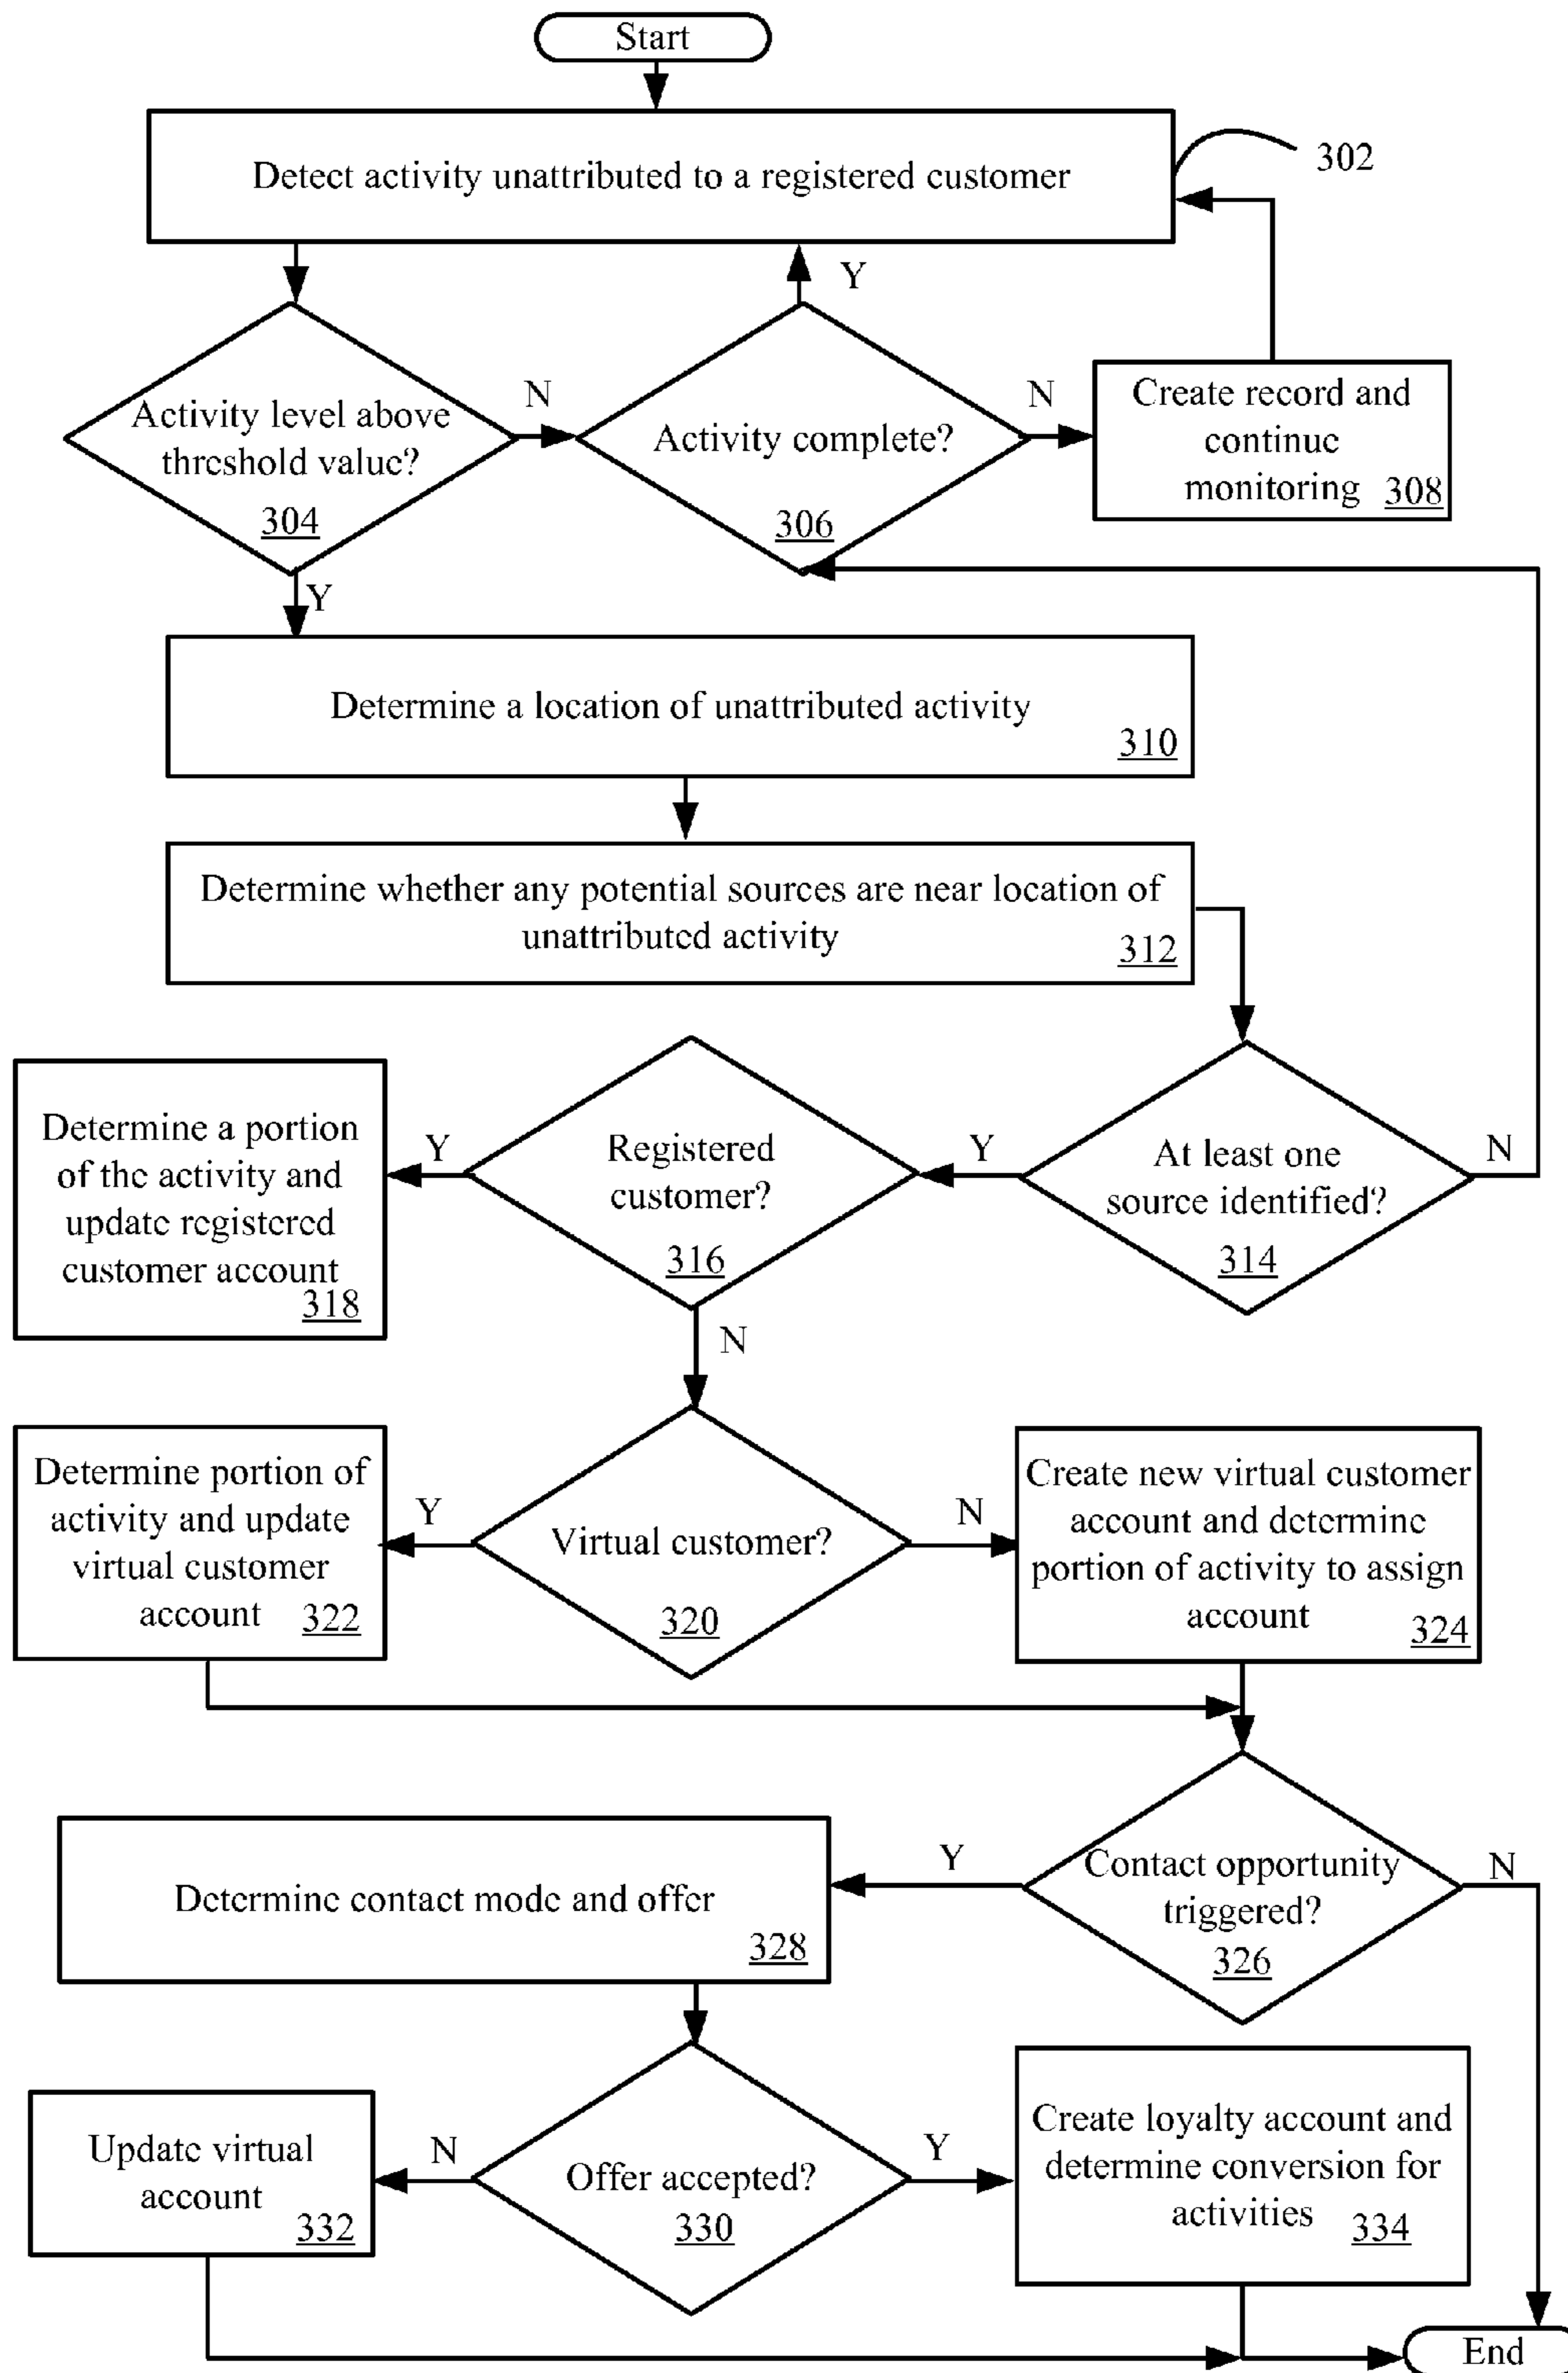 Start
Detect activity unattributed to a registered customer
302
Y
Activity level above
threshold value?
304
N
Activity complete?
306
N
Create record and
continue
monitoring 308
Y
Determine a location of unattributed activity
310
Determine whether any potential sources are near location of
unattributed activity
312
Determine a portion
of the activity and
update registered
customer account
318
Y
Registered
customer?
316
Y
At least one
source identified?
314
N
N
Determine portion of
activity and update
virtual customer
account 322
Y
Virtual customer?
320
N
Create new virtual customer
account and determine
portion of activity to assign
account
324
Determine contact mode and offer
328
Y
Contact opportunity
triggered?
326
N
Update virtual
account
332
N
Offer accepted?
330
Y
Create loyalty account and
determine conversion for
activities 334
End